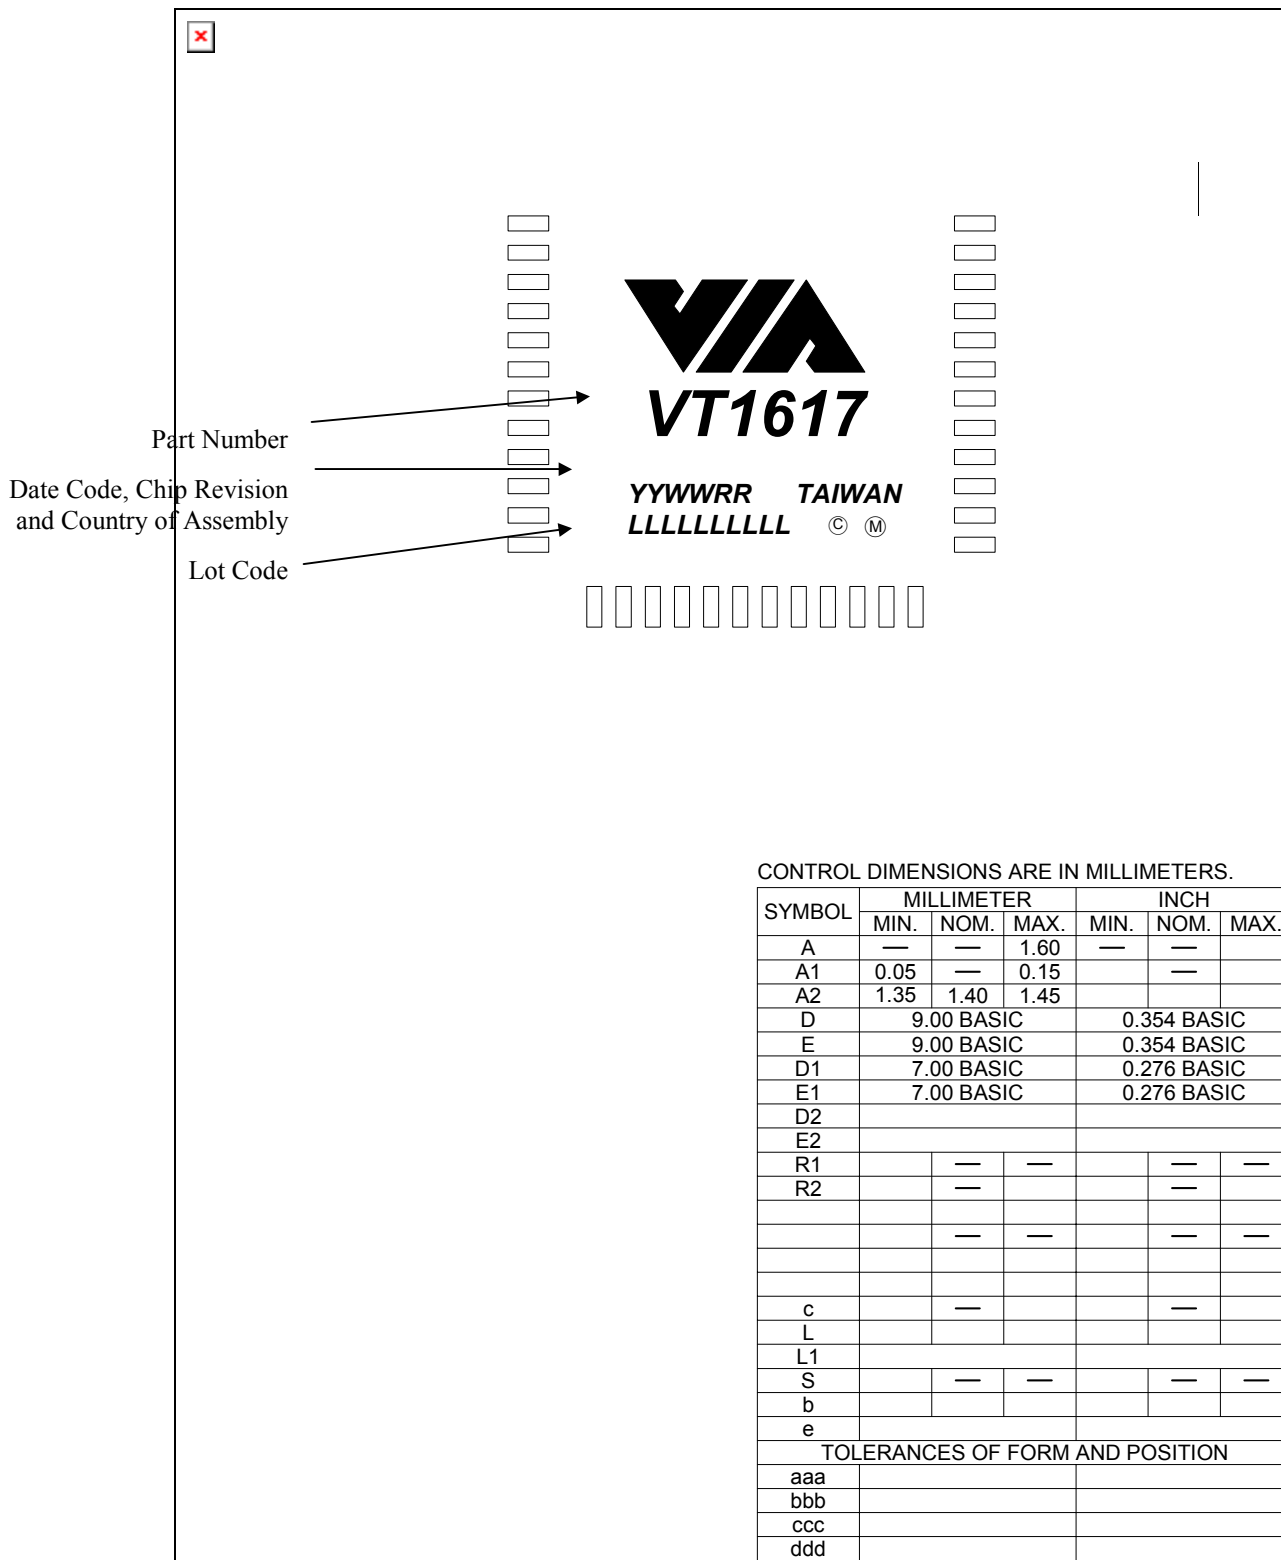 VIA
VT1617
Part Number
Date Code, Chip Revision
and Country of Assembly
Lot Code
YYWWRR TAIWAN
LLLLLLLLLL © Ⓜ
CONTROL DIMENSIONS ARE IN MILLIMETERS.
SYMBOL MILLIMETER INCH
MIN. NOM. MAX. MIN. NOM. MAX.
A — — 1.60 — —
A1 0.05 — 0.15 —
A2 1.35 1.40 1.45
D 9.00 BASIC 0.354 BASIC
E 9.00 BASIC 0.354 BASIC
D1 7.00 BASIC 0.276 BASIC
E1 7.00 BASIC 0.276 BASIC
D2
E2
R1 — — — —
R2 — —
— — — —
c — —
L
L1
S — — — —
b
e
TOLERANCES OF FORM AND POSITION
aaa
bbb
ccc
ddd